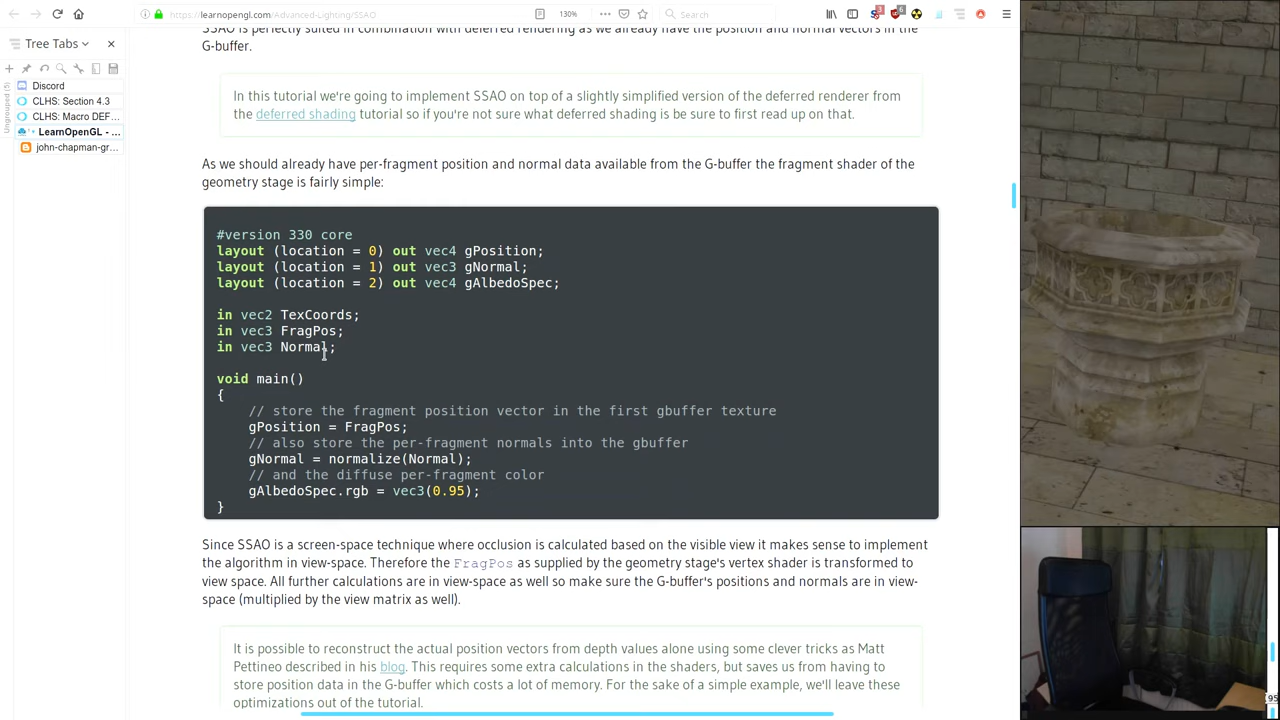 https://learnopengl.com/Advanced-Lighting/SSAO
130%
Search
3
6
Tree Tabs
Ungrouped (5)
Discord
CLHS: Section 4.3
CLHS: Macro DEF...
LearnOpenGL - ...
john-chapman-gr...
SSAO is perfectly suited in combination with deferred rendering as we already have the position and normal vectors in the
G-buffer.
In this tutorial we're going to implement SSAO on top of a slightly simplified version of the deferred renderer from
the deferred shading tutorial so if you're not sure what deferred shading is be sure to first read up on that.
As we should already have per-fragment position and normal data available from the G-buffer the fragment shader of the
geometry stage is fairly simple:
#version 330 core
layout (location = 0) out vec4 gPosition;
layout (location = 1) out vec3 gNormal;
layout (location = 2) out vec4 gAlbedoSpec;
in vec2 TexCoords;
in vec3 FragPos;
in vec3 Normal;
void main()
{
// store the fragment position vector in the first gbuffer texture
gPosition = FragPos;
// also store the per-fragment normals into the gbuffer
gNormal = normalize(Normal);
// and the diffuse per-fragment color
gAlbedoSpec.rgb = vec3(0.95);
}
Since SSAO is a screen-space technique where occlusion is calculated based on the visible view it makes sense to implement
the algorithm in view-space. Therefore the FragPos as supplied by the geometry stage's vertex shader is transformed to
view space. All further calculations are in view-space as well so make sure the G-buffer's positions and normals are in view-
space (multiplied by the view matrix as well).
It is possible to reconstruct the actual position vectors from depth values alone using some clever tricks as Matt
Pettineo described in his blog. This requires some extra calculations in the shaders, but saves us from having to
store position data in the G-buffer which costs a lot of memory. For the sake of a simple example, we'll leave these
optimizations out of the tutorial.
95